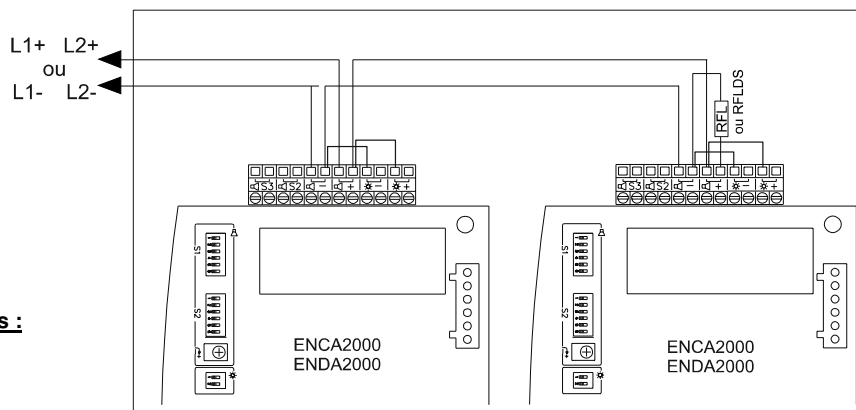 L1+ L2+
ou
L1- L2-
RFL
ou RFLDS
S3 S2 - + - +
S3 S2 - + - +
S1
S2
S1
S2
s :
ENCA2000
ENDA2000
ENCA2000
ENDA2000